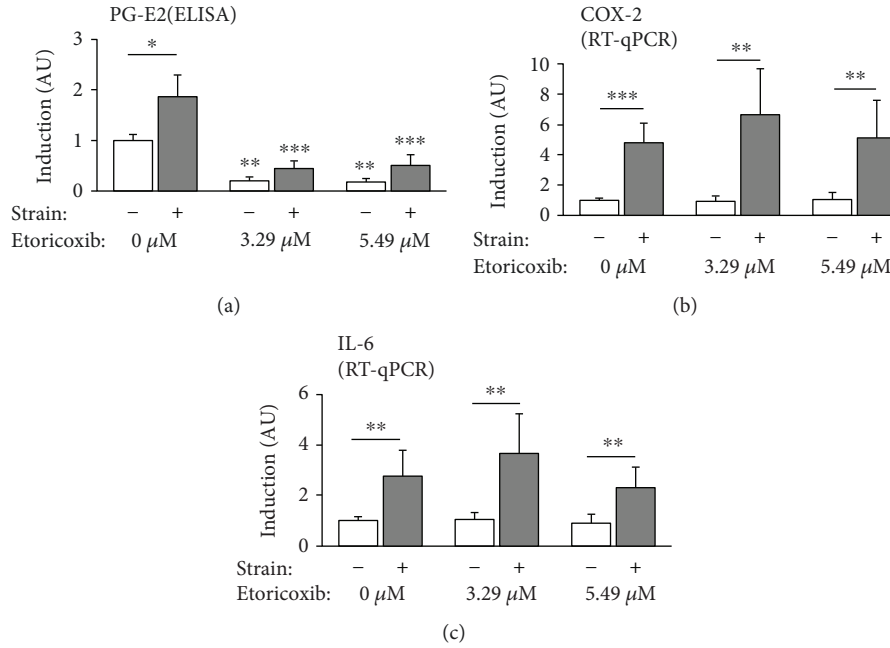 PG-E2(ELISA)
Induction (AU)
3
2
1
0
*
** *** ** ***
Strain: − + − + − +
Etoricoxib: 0 μM 3.29 μM 5.49 μM
(a)
COX-2
(RT-qPCR)
Induction (AU)
10
8
6
4
2
0
*** ** **
Strain: − + − + − +
Etoricoxib: 0 μM 3.29 μM 5.49 μM
(b)
IL-6
(RT-qPCR)
Induction (AU)
6
4
2
0
** ** **
Strain: − + − + − +
Etoricoxib: 0 μM 3.29 μM 5.49 μM
(c)